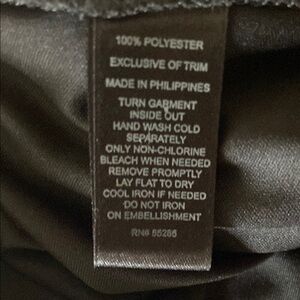 100% POLYESTER
EXCLUSIVE OF TRIM
MADE IN PHILIPPINES
TURN GARMENT
INSIDE OUT
HAND WASH COLD
SEPARATELY
ONLY NON-CHLORINE
BLEACH WHEN NEEDED
REMOVE PROMPTLY
LAY FLAT TO DRY
COOL IRON IF NEEDED
DO NOT IRON
ON EMBELLISHMENT
RN#